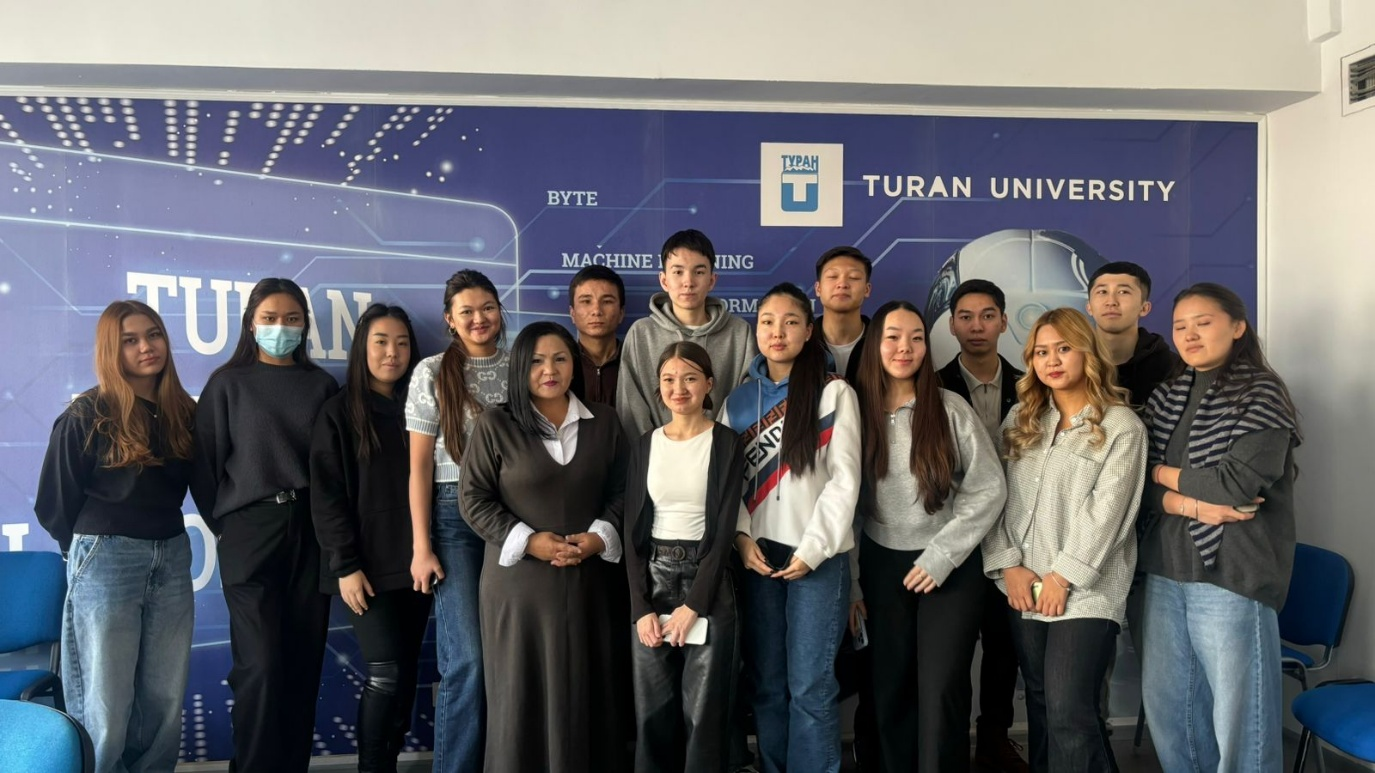 ТУРАН
T
TURAN UNIVERSITY
BYTE
MACHINE
TURAN
FENDI